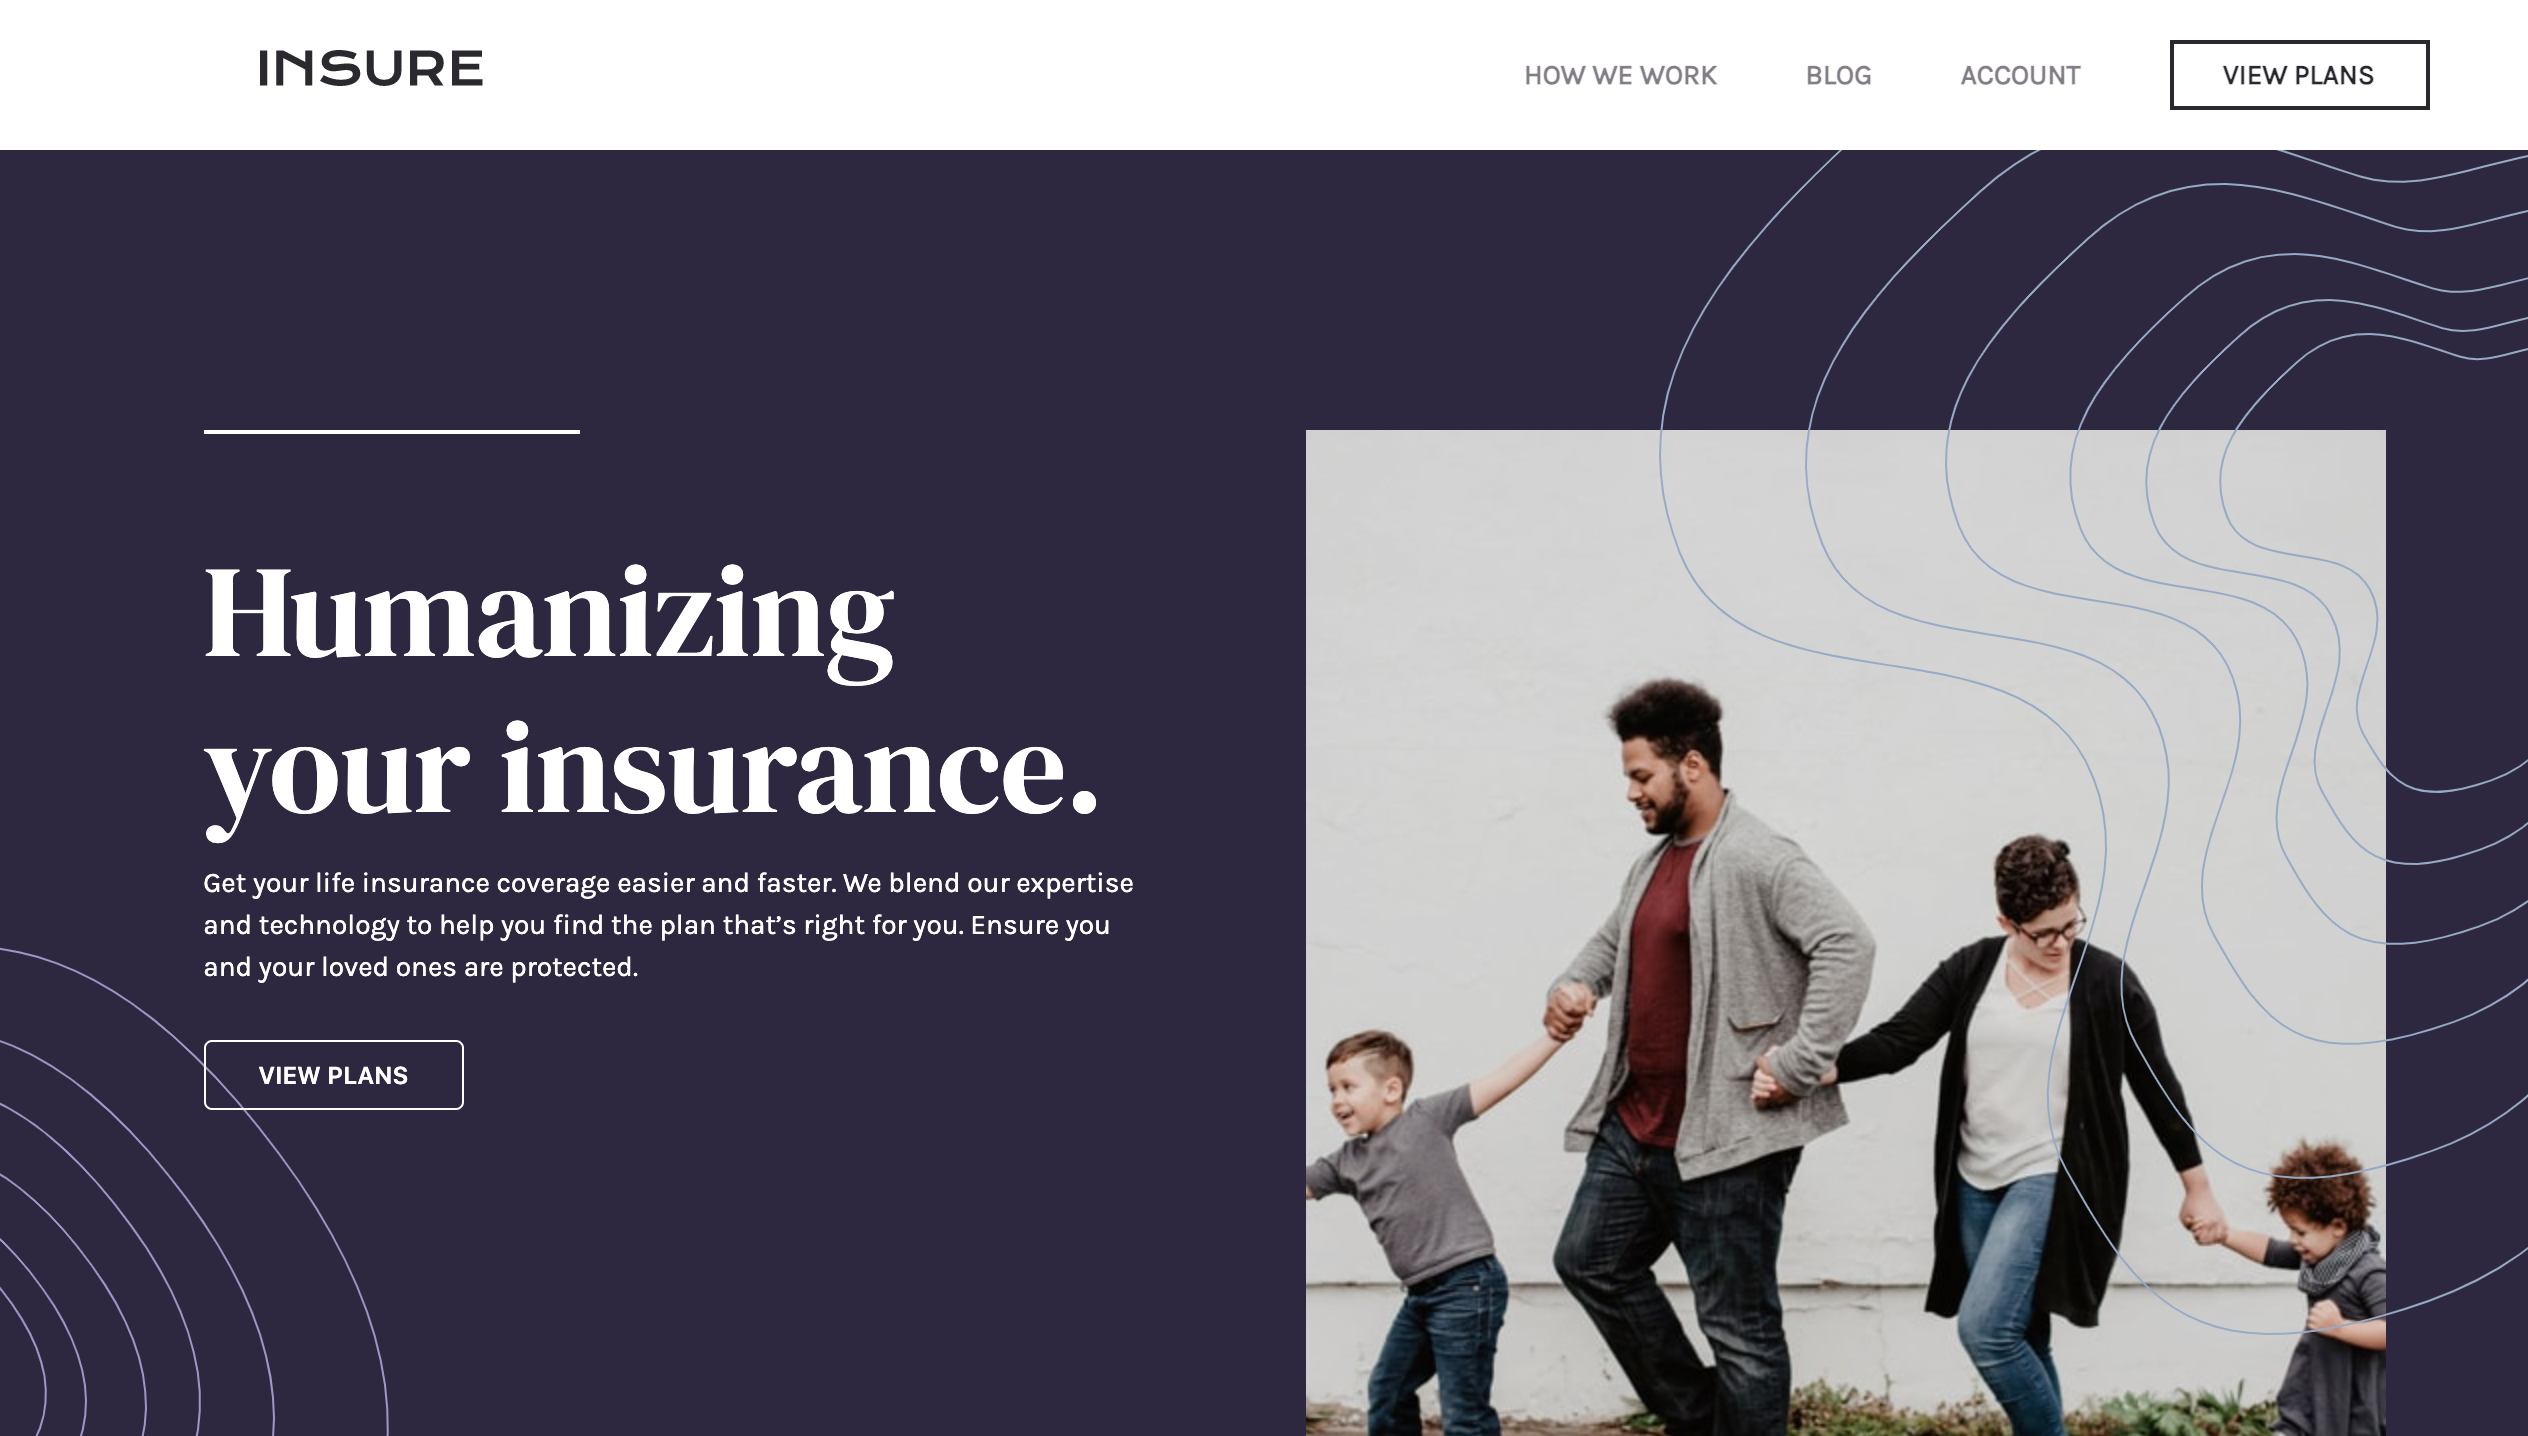 INSURE
HOW WE WORK
BLOG
ACCOUNT
VIEW PLANS
Humanizing
your insurance.
Get your life insurance coverage easier and faster. We blend our expertise
and technology to help you find the plan that’s right for you. Ensure you
and your loved ones are protected.
VIEW PLANS